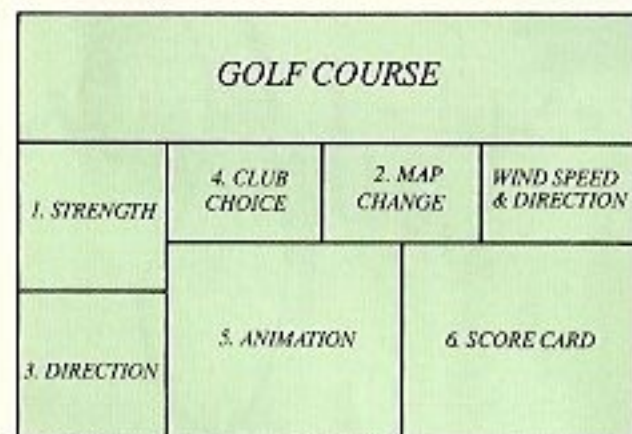 GOLF COURSE
1. STRENGTH
4. CLUB
CHOICE
2. MAP
CHANGE
WIND SPEED
& DIRECTION
3. DIRECTION
5. ANIMATION
6. SCORE CARD